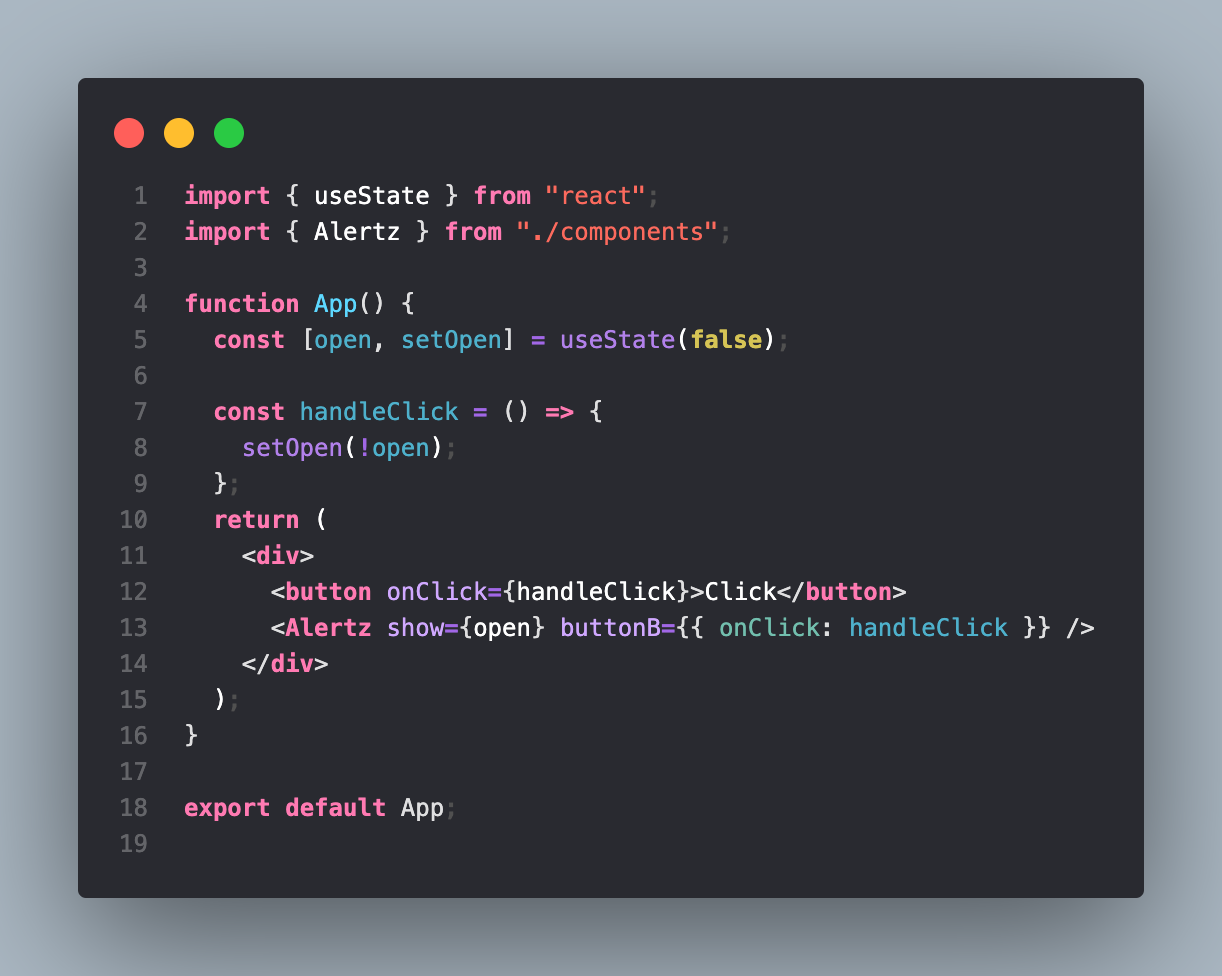 1 import { useState } from "react";
2 import { Alertz } from "./components";
3
4 function App() {
5   const [open, setOpen] = useState(false);
6
7   const handleClick = () => {
8     setOpen(!open);
9   };
10   return (
11     <div>
12       <button onClick={handleClick}>Click</button>
13       <Alertz show={open} buttonB={{ onClick: handleClick }} />
14     </div>
15   );
16 }
17
18 export default App;
19